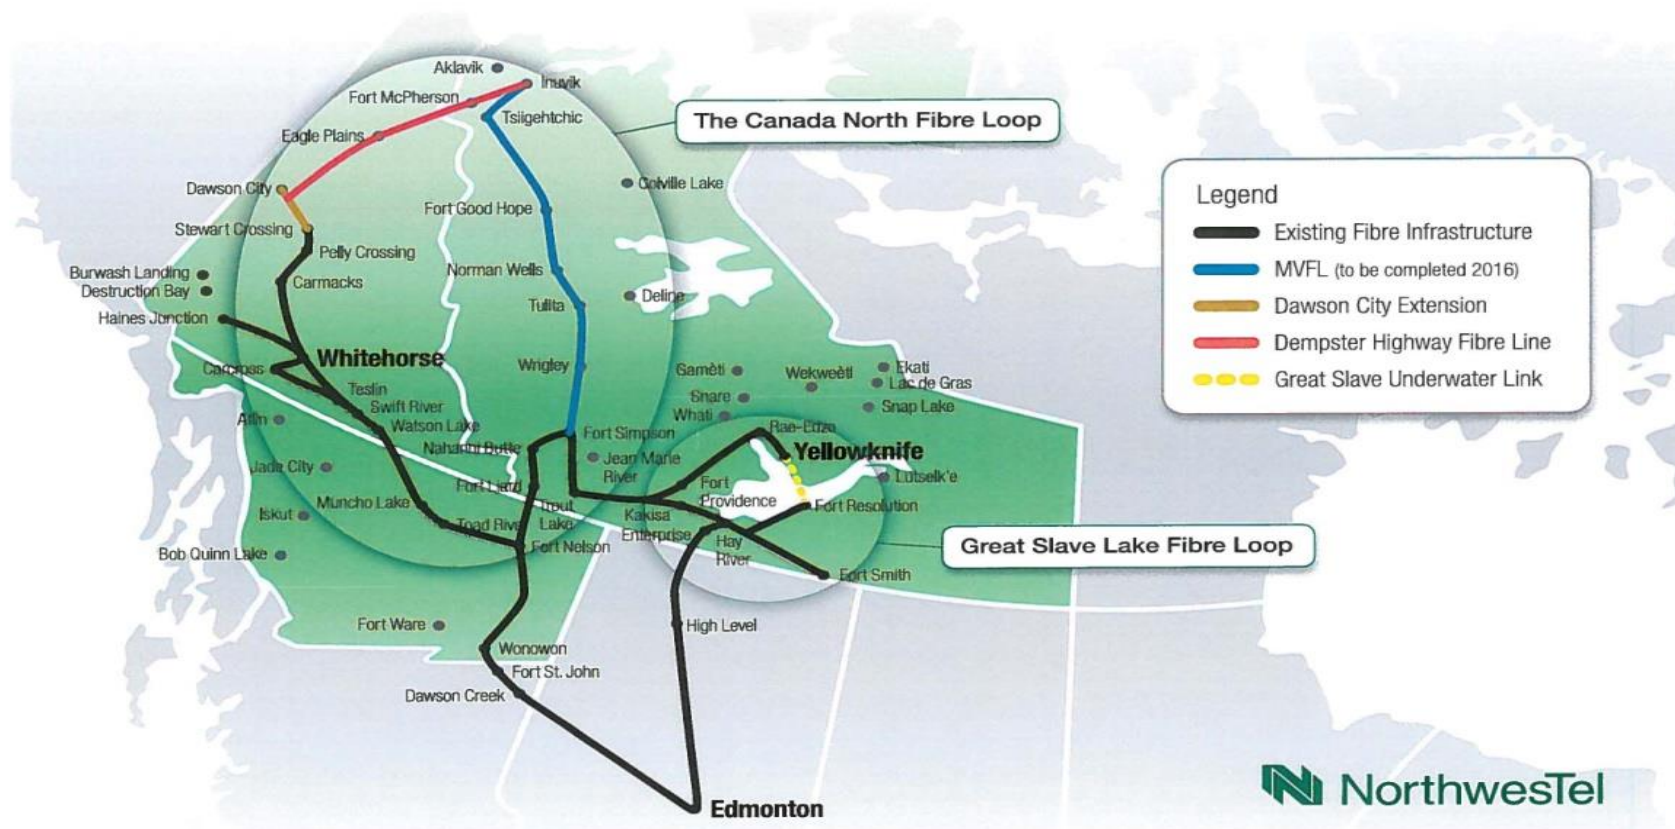 Aklavik
Inuvik
Fort McPherson
Tsiigehtchic
Eagle Plains
The Canada North Fibre Loop
Dawson City
Colville Lake
Fort Good Hope
Stewart Crossing
Pelly Crossing
Burwash Landing
Destruction Bay
Carmacks
Norman Wells
Deline
Haines Junction
Tulita
Whitehorse
Carcross
Wrigley
Gamèti
Wekweèti
Ekati
Lac de Gras
Snare
Snap Lake
Whati
Teslin
Swift River
Watson Lake
Atlin
Rae-Edzo
Yellowknife
Nahanni Butte
Fort Simpson
Jean Marie
River
Jade City
Fort Liard
Fort
Providence
Lutselk'e
Muncho Lake
Trout
Lake
Kakisa
Fort Resolution
Iskut
Toad River
Enterprise
Hay
River
Fort Nelson
Bob Quinn Lake
Great Slave Lake Fibre Loop
Fort Smith
Fort Ware
High Level
Wonowon
Fort St. John
Dawson Creek
Edmonton
Legend
Existing Fibre Infrastructure
MVFL (to be completed 2016)
Dawson City Extension
Dempster Highway Fibre Line
Great Slave Underwater Link
NorthwesTel